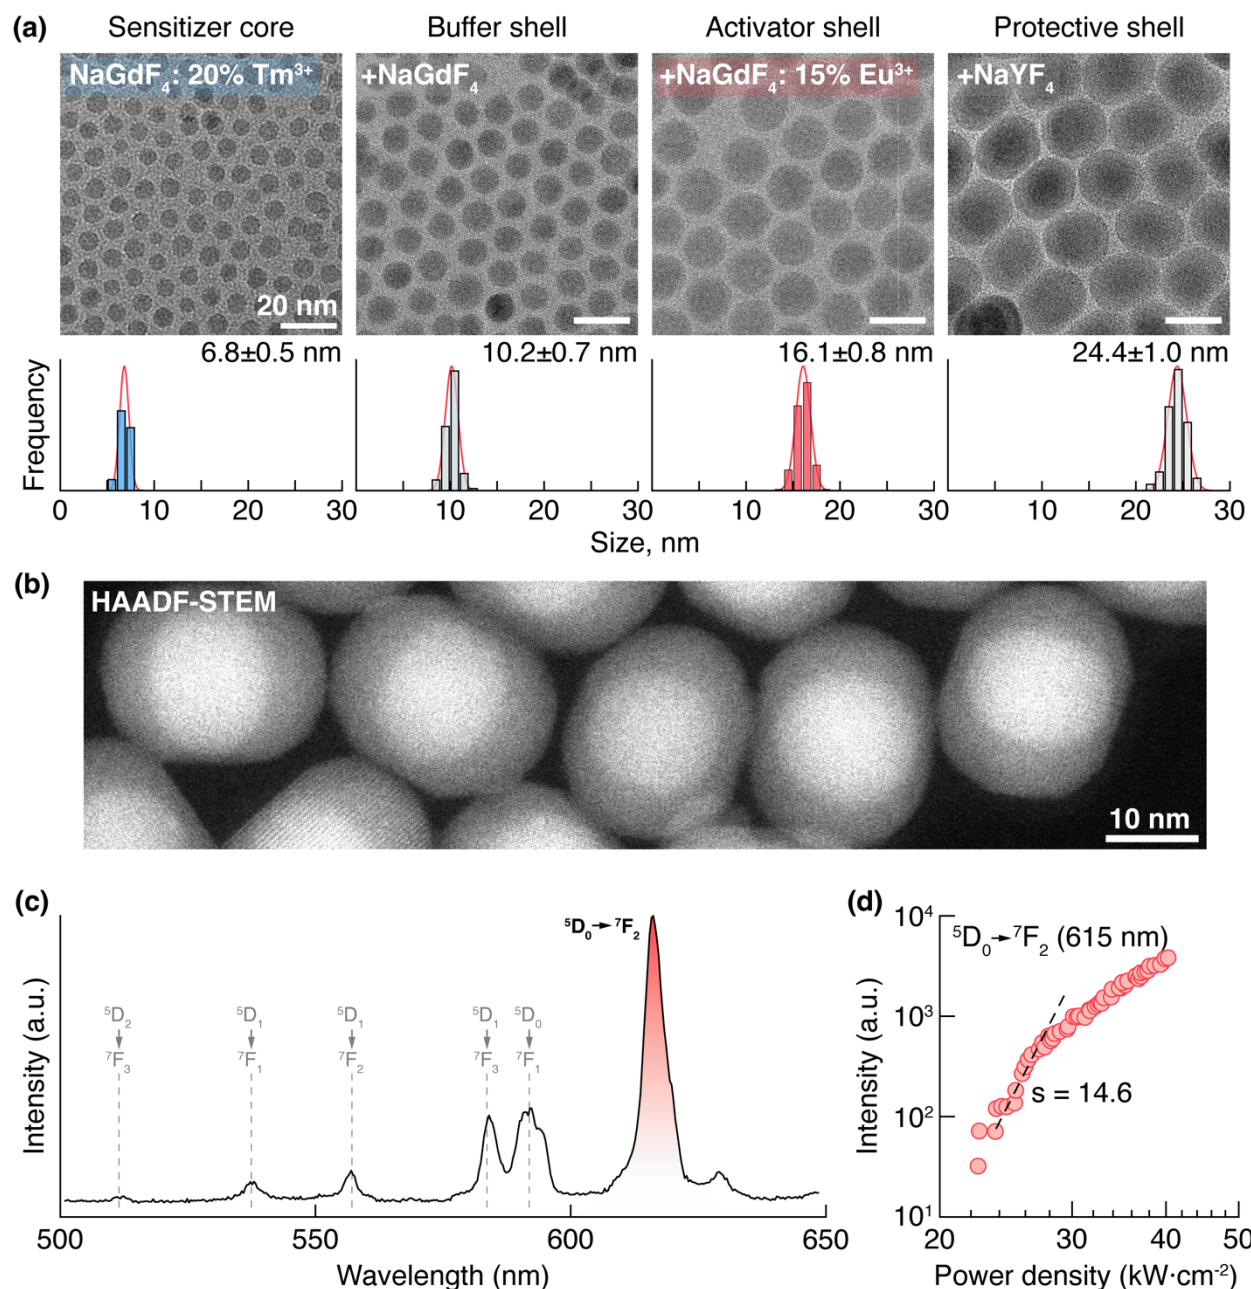 (a)
Sensitizer core
Buffer shell
Activator shell
Protective shell
NaGdF₄: 20% Tm³⁺
+NaGdF₄
+NaGdF₄: 15% Eu³⁺
+NaYF₄
20 nm
6.8±0.5 nm
10.2±0.7 nm
16.1±0.8 nm
24.4±1.0 nm
Frequency
0 10 20 30
10 20 30
10 20 30
10 20 30
Size, nm
(b)
HAADF-STEM
10 nm
(c)
⁵D₀→⁷F₂
⁵D₂ ↓ ⁷F₃
⁵D₁ ↓ ⁷F₁
⁵D₁ ↓ ⁷F₂
⁵D₁ ↓ ⁷F₃
⁵D₀ ↓ ⁷F₁
Intensity (a.u.)
500 550 600 650
Wavelength (nm)
(d)
10⁴
10³
10²
10¹
Intensity (a.u.)
⁵D₀→⁷F₂ (615 nm)
s = 14.6
20 30 40 50
Power density (kW·cm⁻²)